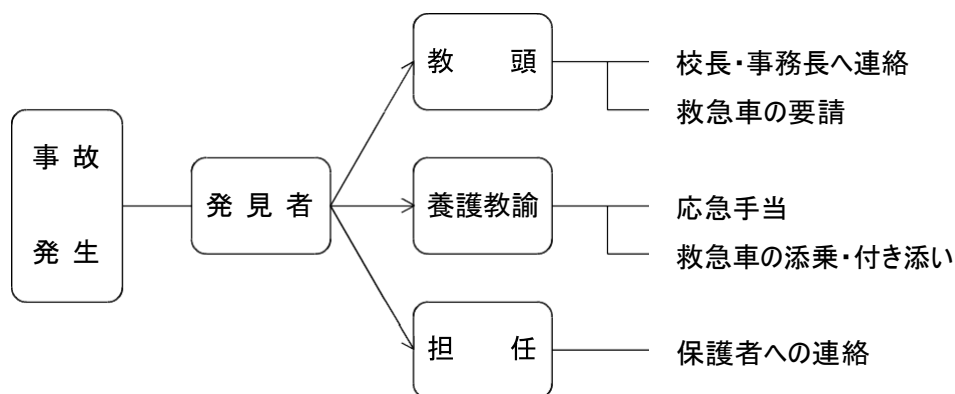 事故
発生
発見者
教頭
校長・事務長へ連絡
救急車の要請
養護教諭
応急手当
救急車の添乗・付き添い
担任
保護者への連絡